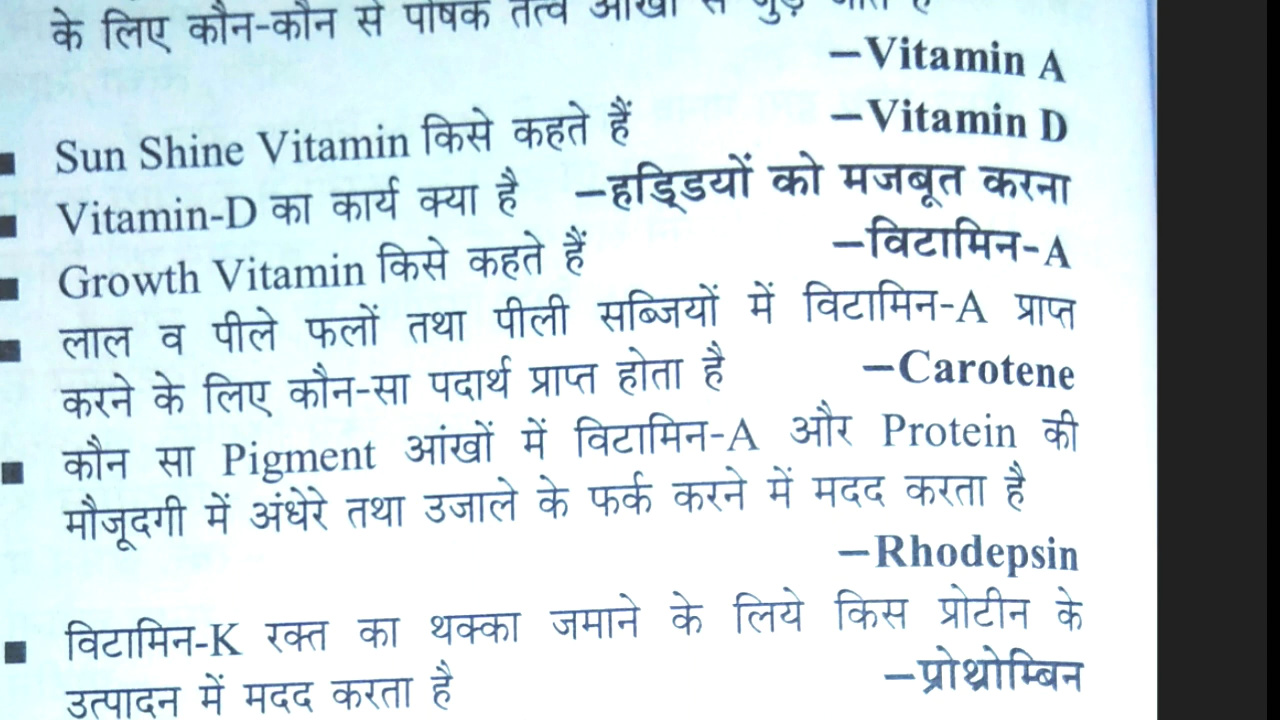 के लिए कौन-कौन से पोषक तत्व आंखों से जुड़े
–Vitamin A
Sun Shine Vitamin किसे कहते हैं –Vitamin D
Vitamin-D का कार्य क्या है –हड्डियों को मजबूत करना
Growth Vitamin किसे कहते हैं –विटामिन-A
लाल व पीले फलों तथा पीली सब्जियों में विटामिन-A प्राप्त
करने के लिए कौन-सा पदार्थ प्राप्त होता है –Carotene
कौन सा Pigment आंखों में विटामिन-A और Protein की
मौजूदगी में अंधेरे तथा उजाले के फर्क करने में मदद करता है
–Rhodepsin
विटामिन-K रक्त का थक्का जमाने के लिये किस प्रोटीन के
उत्पादन में मदद करता है –प्रोथ्रोम्बिन